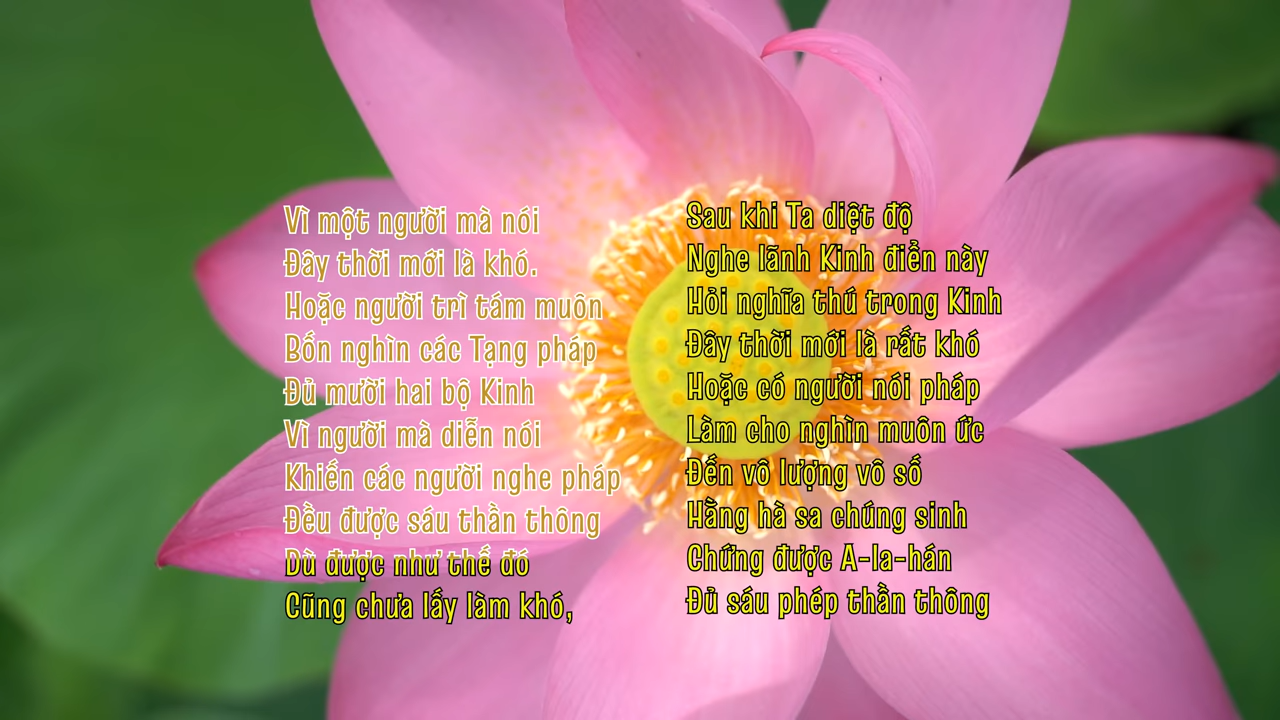 Vì một người mà nói
Đây thời mới là khó.
Hoặc người trì tám muôn
Bốn nghìn các Tạng pháp
Đủ mười hai bộ Kinh
Vì người mà diễn nói
Khiến các người nghe pháp
Đều được sáu thần thông
Dù được như thế đó
Cũng chưa lấy làm khó,
Sau khi Ta diệt độ
Nghe lãnh Kinh điển này
Hỏi nghĩa thú trong Kinh
Đây thời mới là rất khó
Hoặc có người nói pháp
Làm cho nghìn muôn ức
Đến vô lượng vô số
Hằng hà sa chúng sinh
Chứng được A-la-hán
Đủ sáu phép thần thông